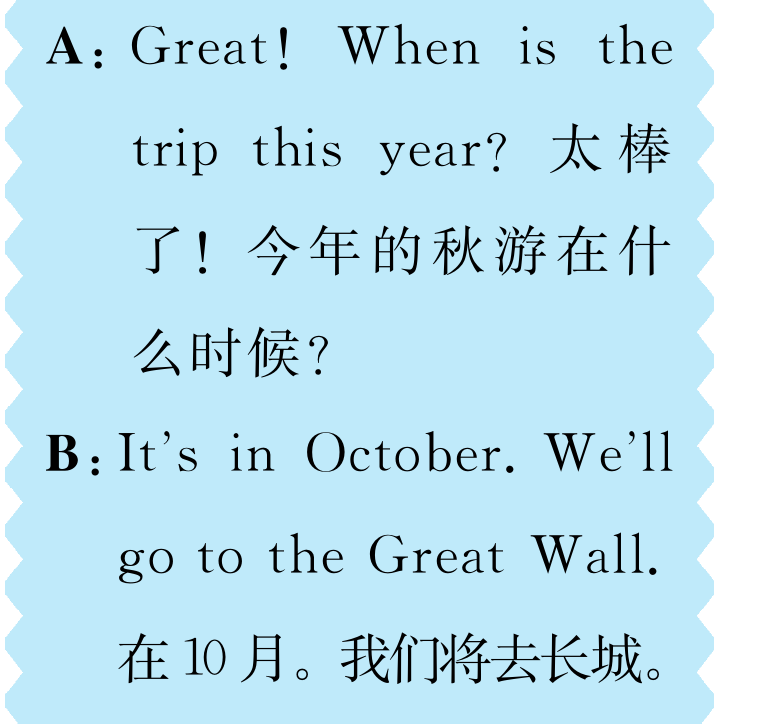 A: Great! When is the
trip this year? 太棒
了! 今年的秋游在什
么时候?
B: It's in October. We'll
go to the Great Wall.
在10月。我们将去长城。